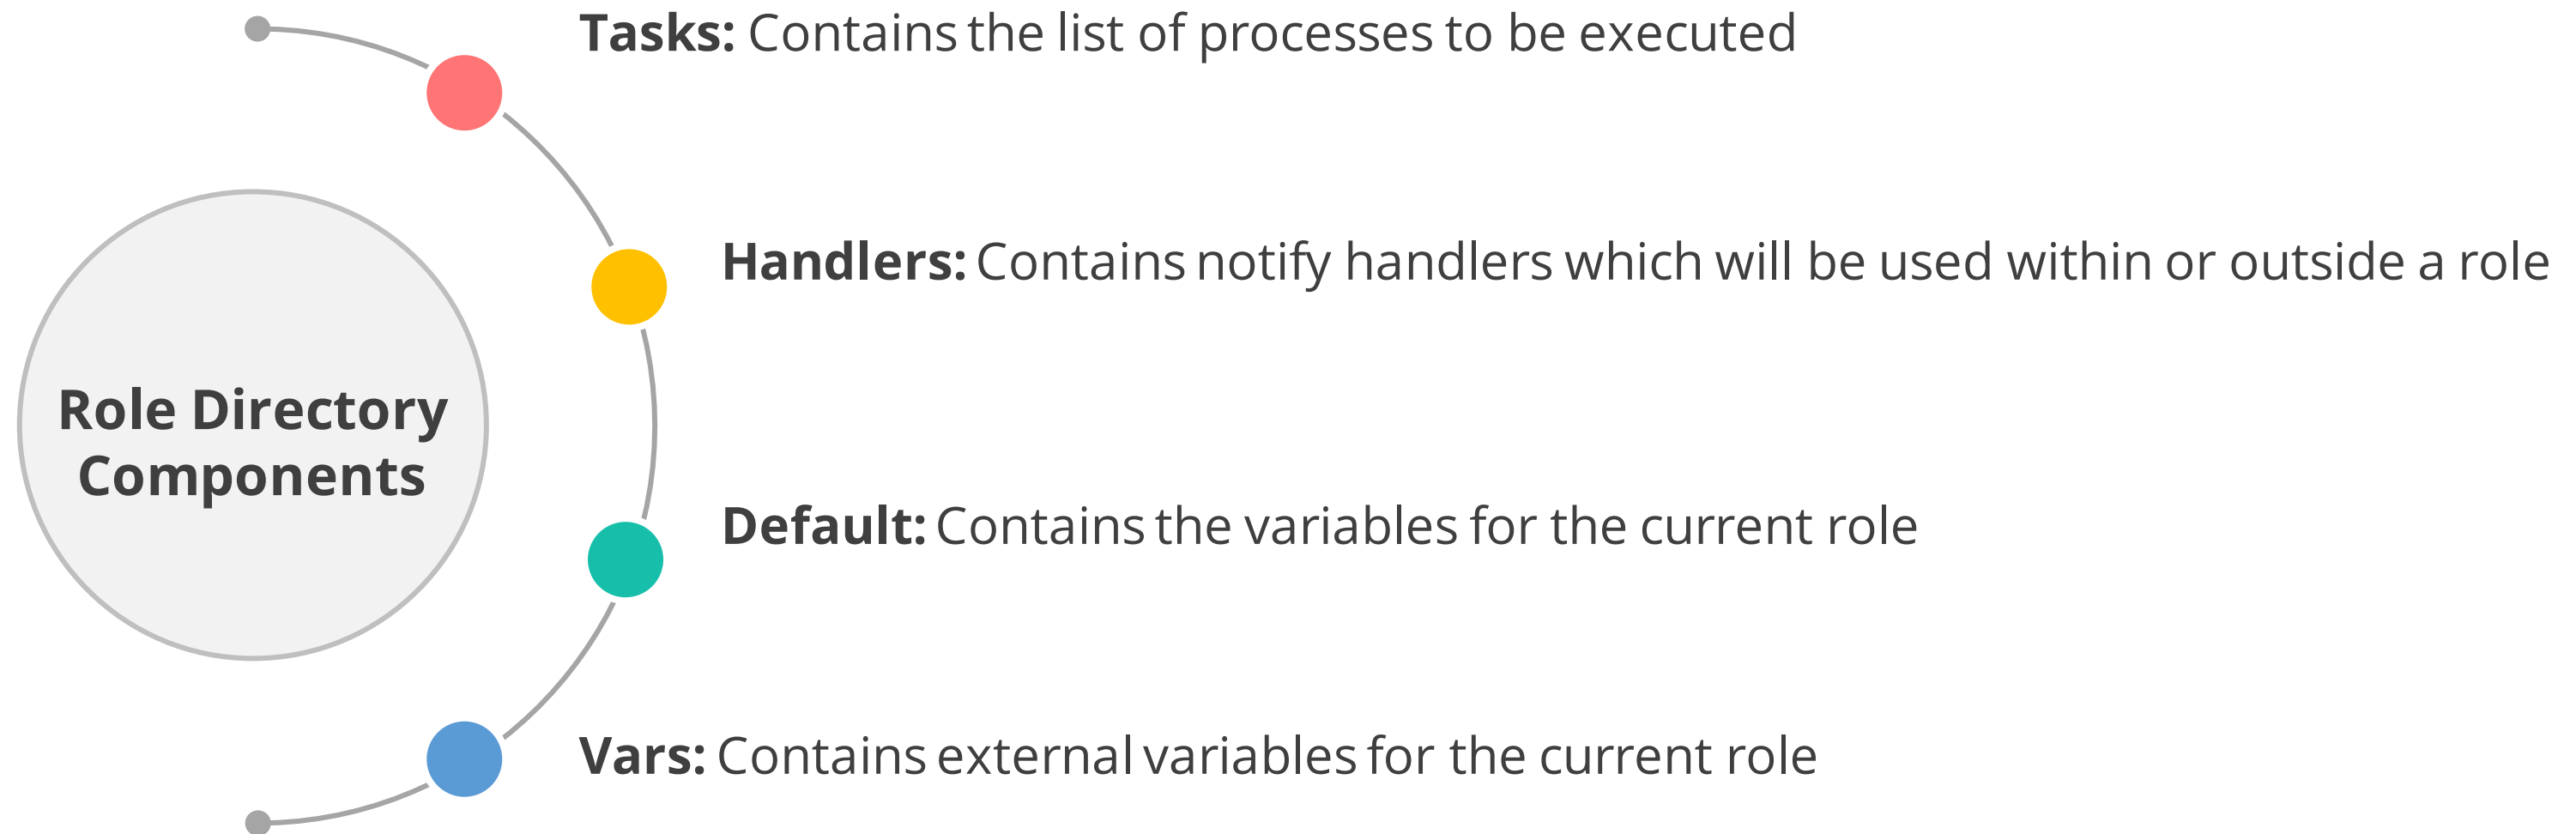 Tasks: Contains the list of processes to be executed
Handlers: Contains notify handlers which will be used within or outside a role
Role Directory
Components
Default: Contains the variables for the current role
Vars: Contains external variables for the current role